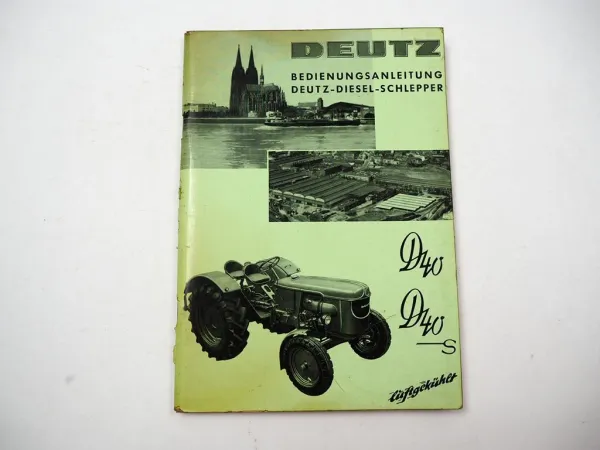 DEUTZ
BEDIENUNGSANLEITUNG
DEUTZ-DIESEL-SCHLEPPER
D40
D40
S
luftgekühlt